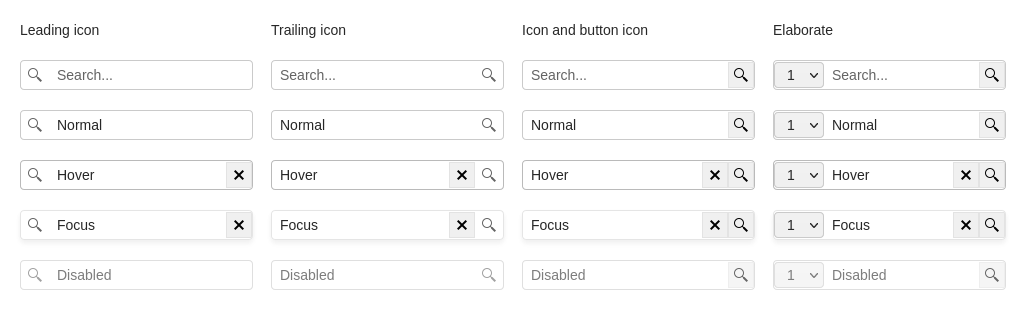 Leading icon Trailing icon Icon and button icon Elaborate
Search... Search... Search... 1 Search...
Normal Normal Normal 1 Normal
Hover Hover Hover 1 Hover
Focus Focus Focus 1 Focus
Disabled Disabled Disabled 1 Disabled